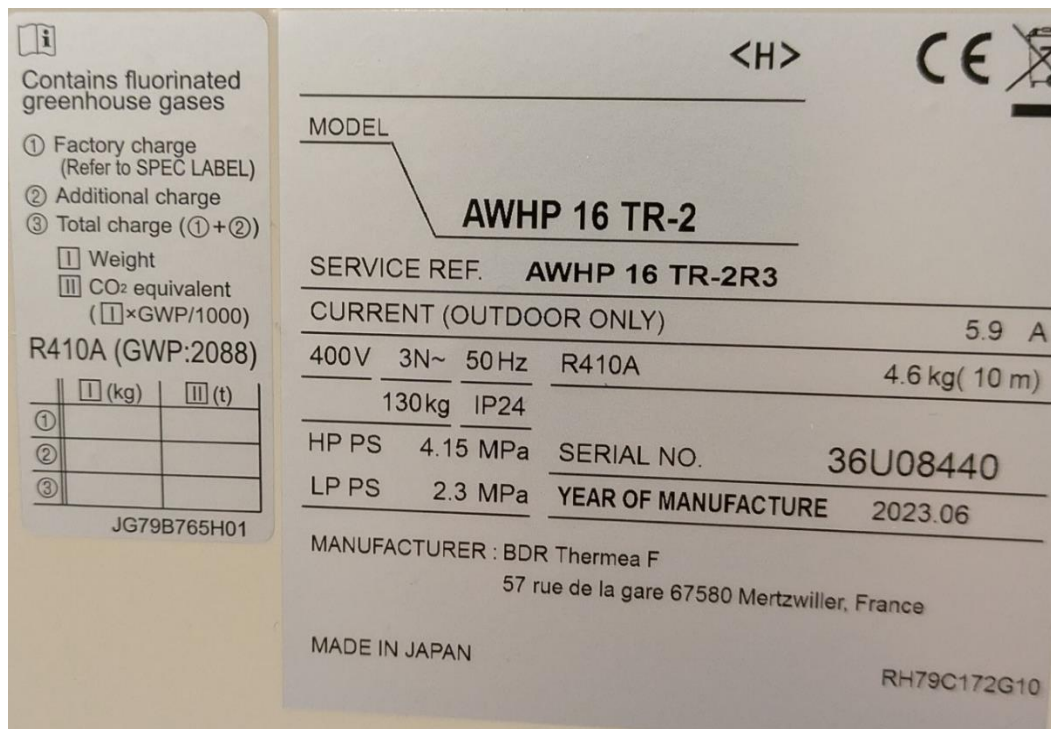 i
Contains fluorinated
greenhouse gases
① Factory charge
(Refer to SPEC LABEL)
② Additional charge
③ Total charge (①+②)
I Weight
II CO2 equivalent
(I×GWP/1000)
R410A (GWP:2088)
I (kg) II (t)
①
②
③
JG79B765H01
<H> CE
MODEL
AWHP 16 TR-2
SERVICE REF. AWHP 16 TR-2R3
CURRENT (OUTDOOR ONLY) 5.9 A
400V 3N~ 50Hz R410A 4.6 kg( 10 m)
130kg IP24
HP PS 4.15 MPa SERIAL NO. 36U08440
LP PS 2.3 MPa YEAR OF MANUFACTURE 2023.06
MANUFACTURER : BDR Thermea F
57 rue de la gare 67580 Mertzwiller, France
MADE IN JAPAN
RH79C172G10